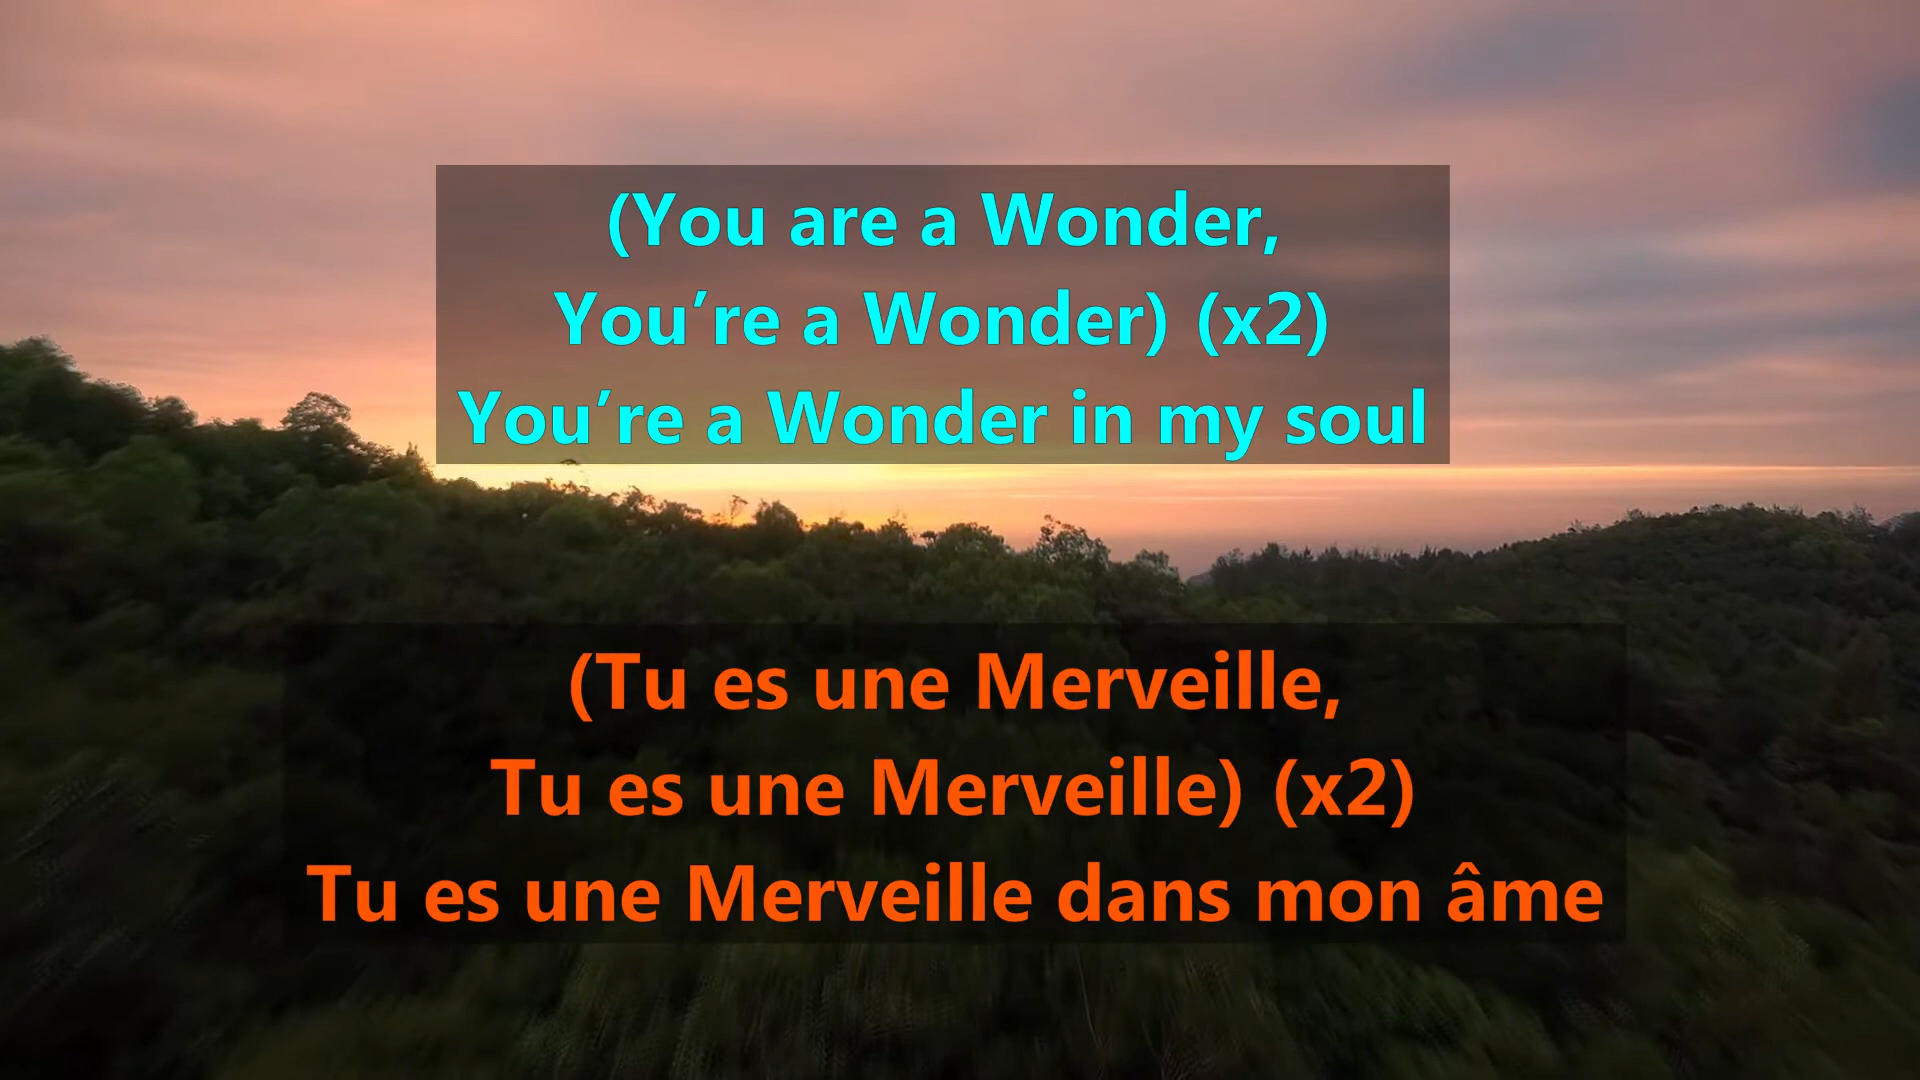 (You are a Wonder,
You’re a Wonder) (x2)
You’re a Wonder in my soul
(Tu es une Merveille,
Tu es une Merveille) (x2)
Tu es une Merveille dans mon âme